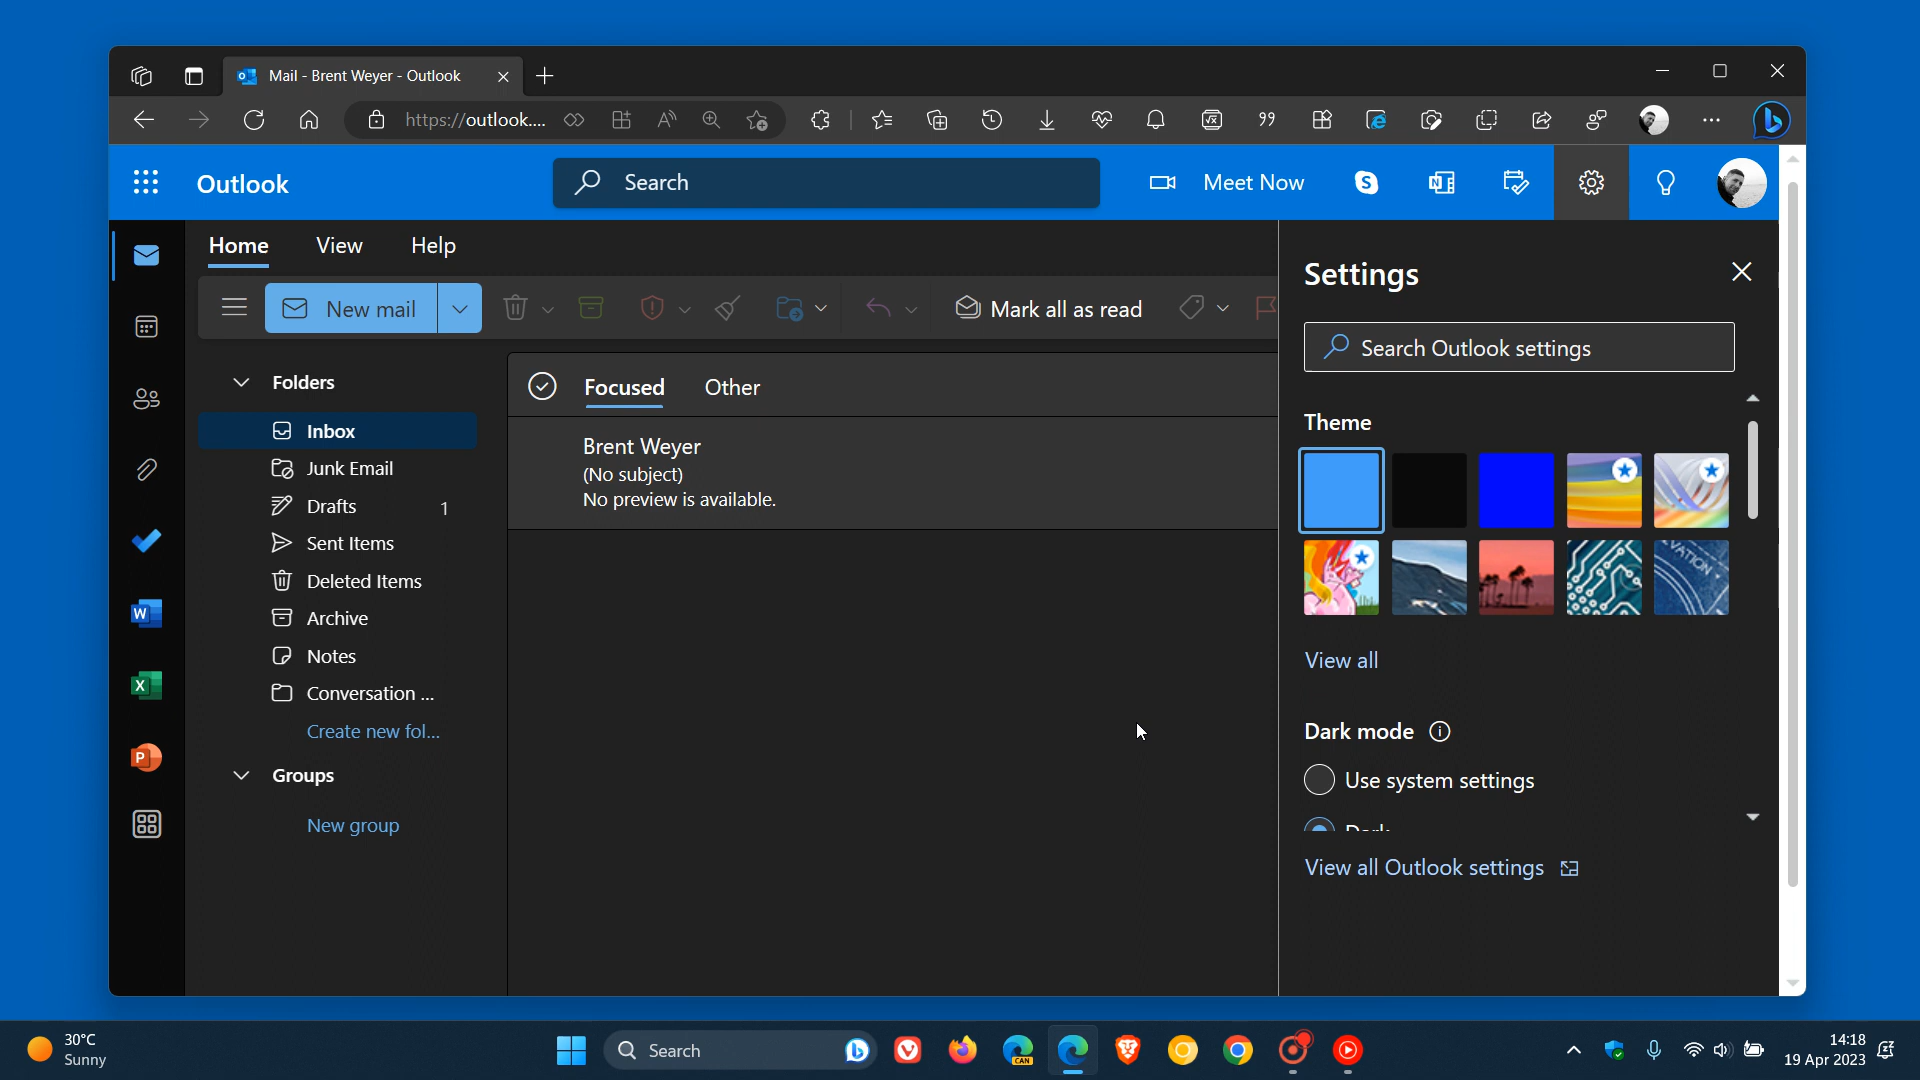 Mail - Brent Weyer - Outlook
https://outlook....
Outlook
Search
Meet Now
Home
View
Help
New mail
Mark all as read
Folders
Inbox
Junk Email
Drafts 1
Sent Items
Deleted Items
Archive
Notes
Conversation ...
Create new fol...
Groups
New group
Focused
Other
Brent Weyer
(No subject)
No preview is available.
Settings
Search Outlook settings
Theme
VATION
View all
Dark mode
Use system settings
Dark
View all Outlook settings
30°C
Sunny
Search
CAN
14:18
19 Apr 2023